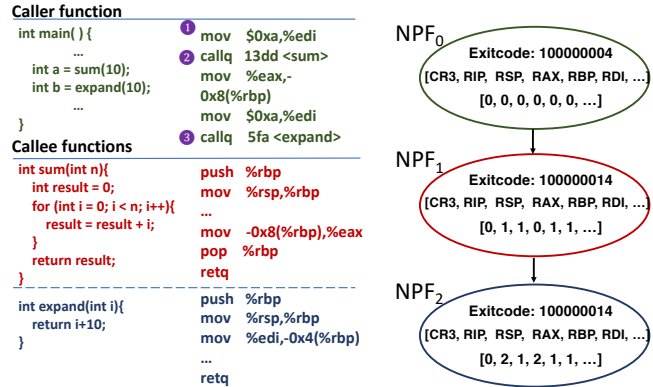 Caller function
int main( ) {
...
int a = sum(10);
int b = expand(10);
...
}
1 mov $0xa,%edi
2 callq 13dd <sum>
mov %eax,-
0x8(%rbp)
mov $0xa,%edi
3 callq 5fa <expand>
Callee functions
int sum(int n){
int result = 0;
for (int i = 0; i < n; i++){
result = result + i;
}
return result;
}
push %rbp
mov %rsp,%rbp
...
mov -0x8(%rbp),%eax
pop %rbp
retq
int expand(int i){
return i+10;
}
push %rbp
mov %rsp,%rbp
mov %edi,-0x4(%rbp)
...
retq
NPF0
Exitcode: 100000004
[CR3, RIP, RSP, RAX, RBP, RDI, ...]
[0, 0, 0, 0, 0, 0, ...]
NPF1
Exitcode: 100000014
[CR3, RIP, RSP, RAX, RBP, RDI, ...]
[0, 1, 1, 0, 1, 1, ...]
NPF2
Exitcode: 100000014
[CR3, RIP, RSP, RAX, RBP, RDI, ...]
[0, 2, 1, 2, 1, 1, ...]